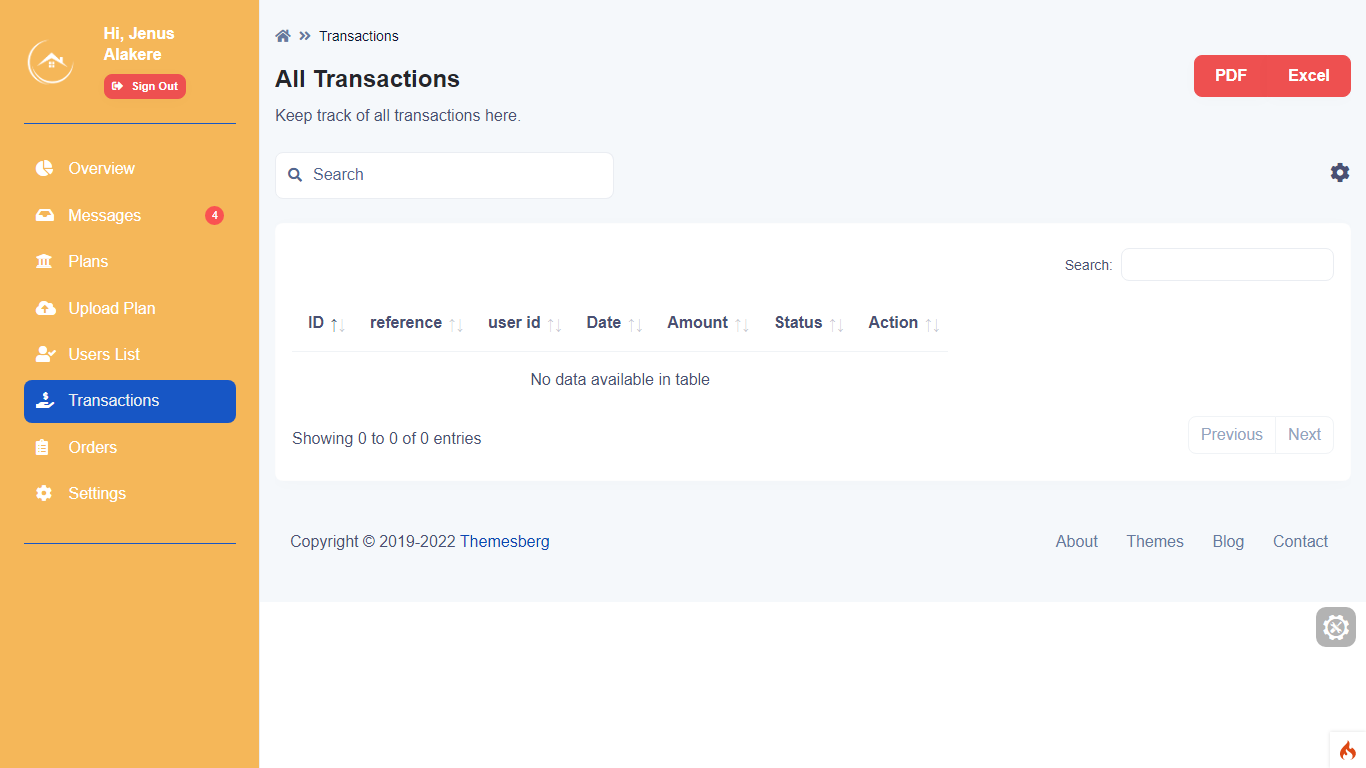 Hi, Jenus
Alakere
Sign Out
Overview
Messages 4
Plans
Upload Plan
Users List
Transactions
Orders
Settings
Transactions
All Transactions
PDF Excel
Keep track of all transactions here.
Search
Search:
ID reference user id Date Amount Status Action
No data available in table
Showing 0 to 0 of 0 entries
Previous Next
Copyright © 2019-2022 Themesberg
About Themes Blog Contact